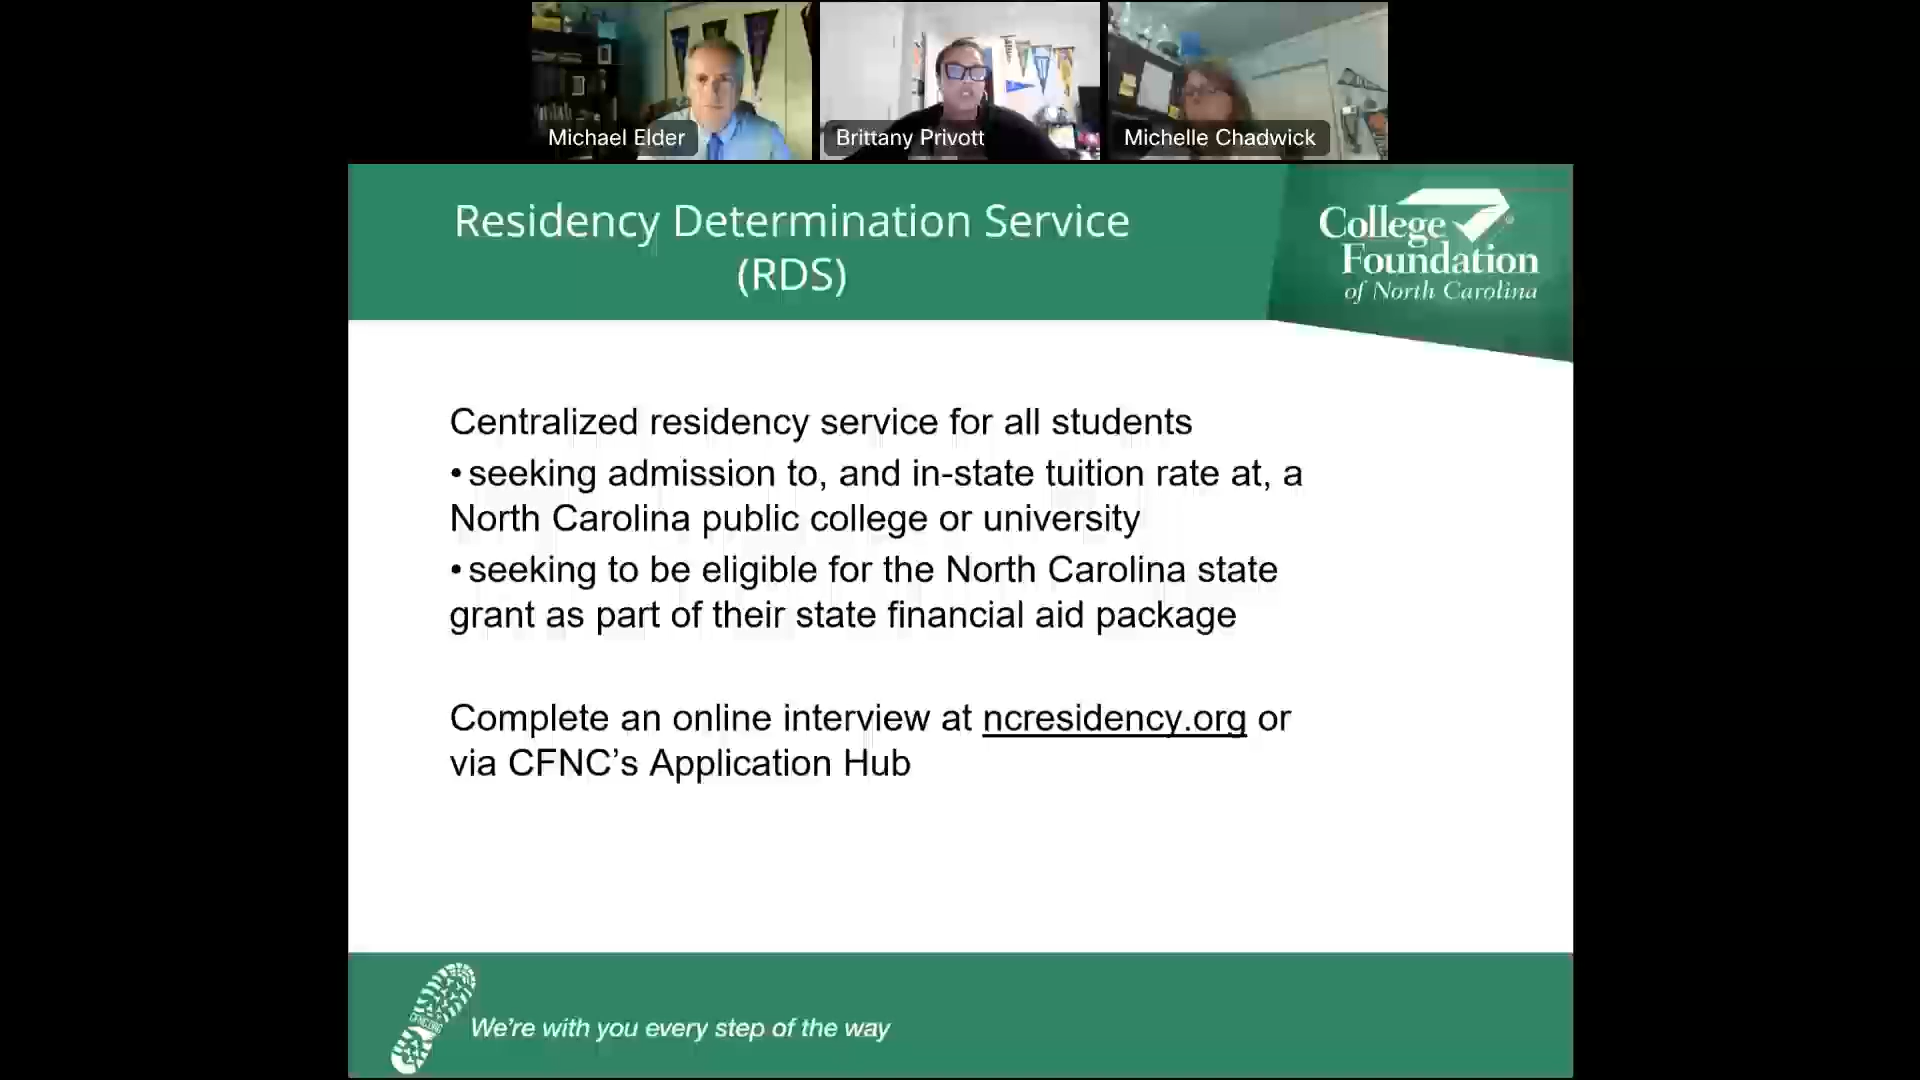 Michael Elder
Brittany Privott
Michelle Chadwick
Residency Determination Service
(RDS)
College
Foundation
of North Carolina
Centralized residency service for all students
• seeking admission to, and in-state tuition rate at, a
North Carolina public college or university
• seeking to be eligible for the North Carolina state
grant as part of their state financial aid package
Complete an online interview at ncresidency.org or
via CFNC’s Application Hub
CFNC.ORG
We're with you every step of the way